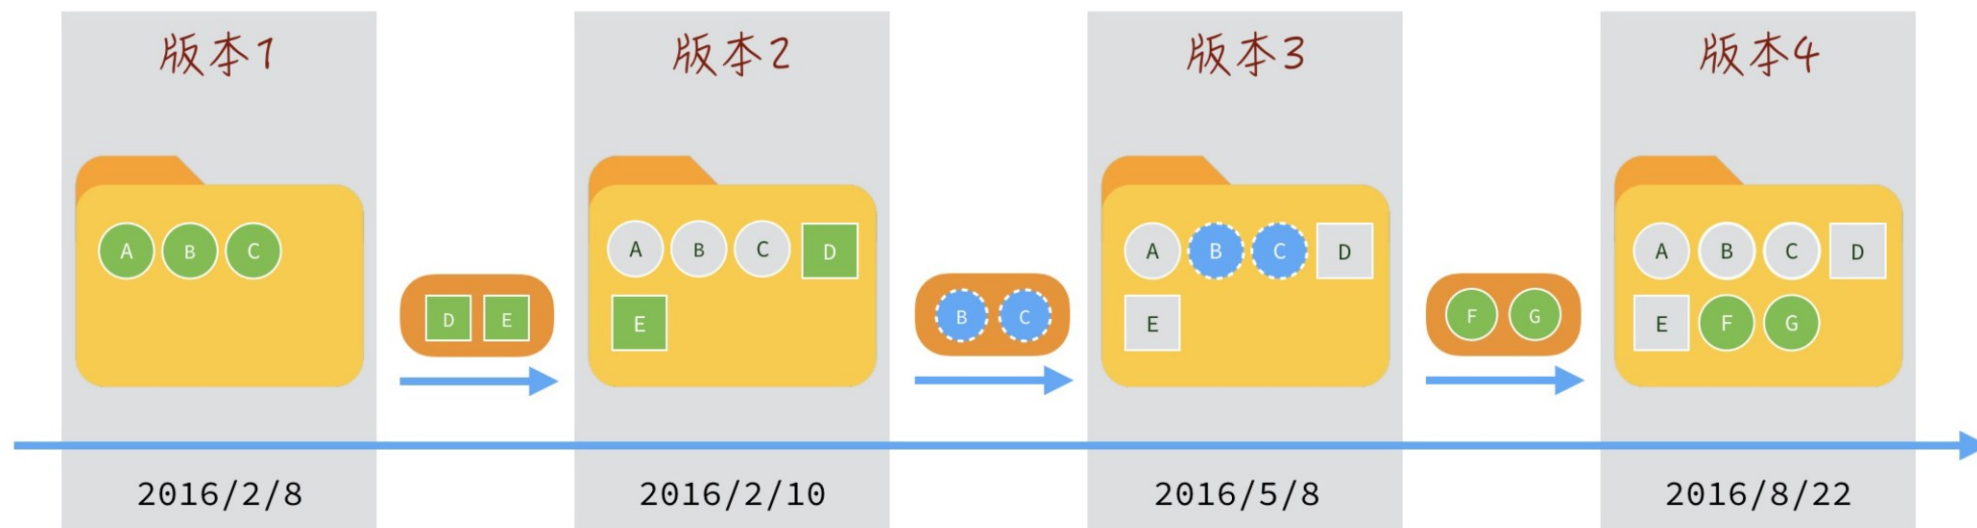 版本1
版本2
版本3
版本4
A B C
A B C D
E
A B C D
E
A B C D
E F G
D E
B C
F G
2016/2/8
2016/2/10
2016/5/8
2016/8/22